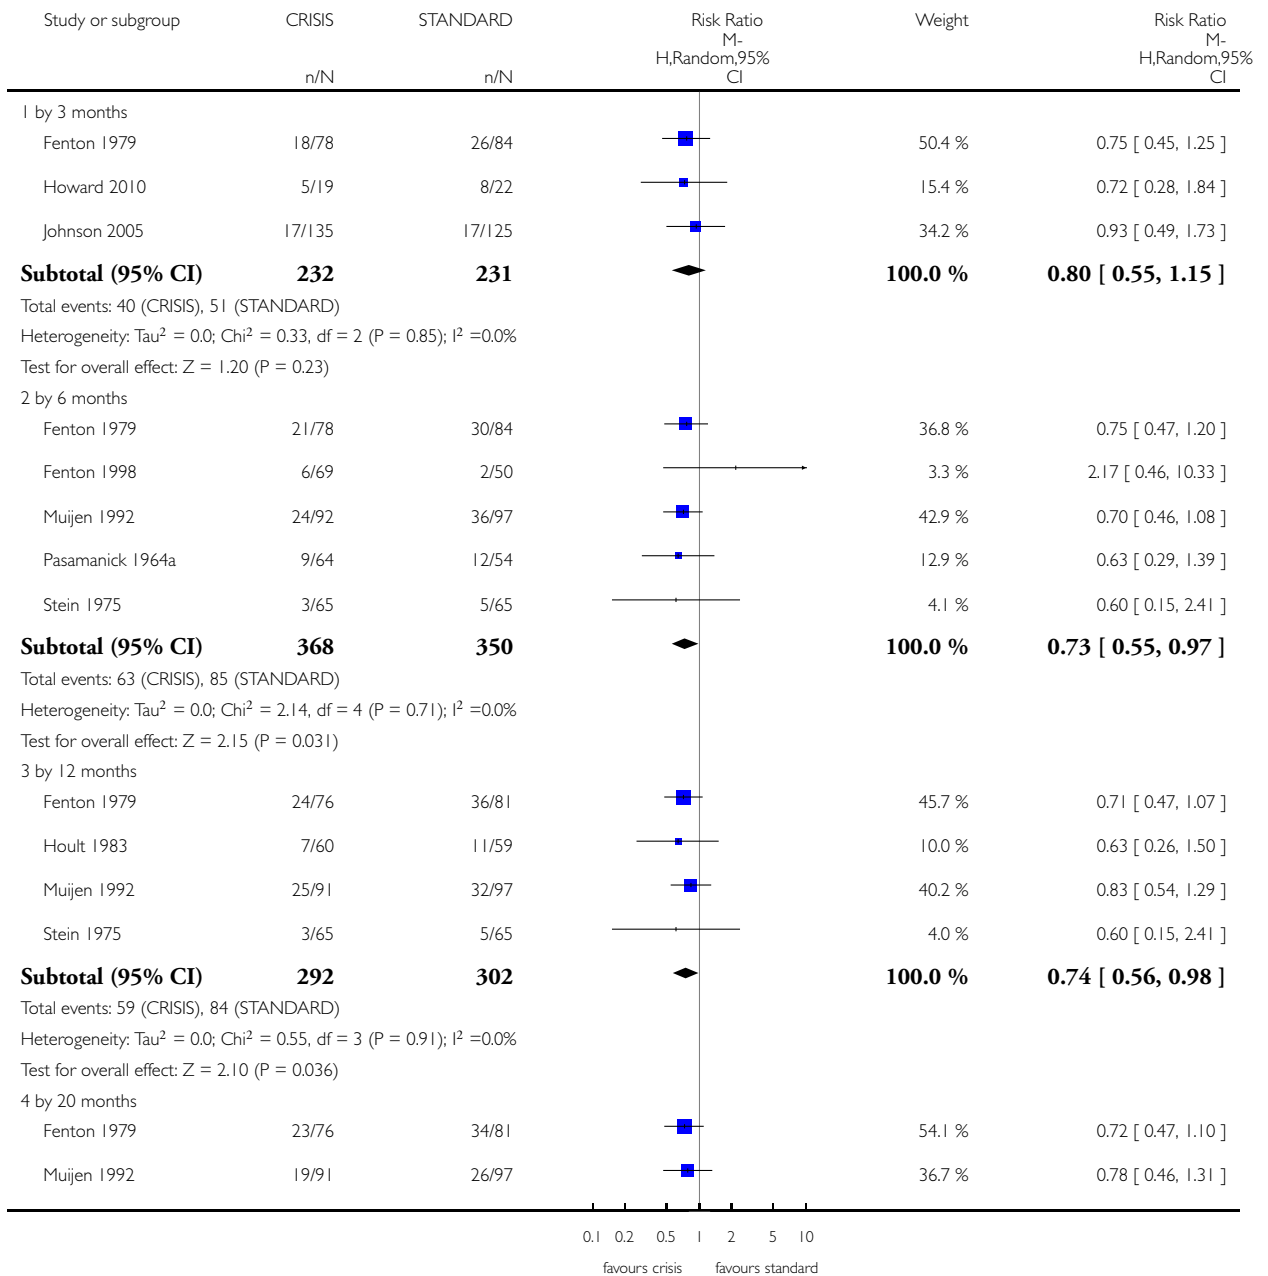 Study or subgroup CRISIS STANDARD Risk Ratio Weight Risk Ratio
M- M-
H,Random,95% H,Random,95%
n/N n/N CI CI
1 by 3 months
Fenton 1979 18/78 26/84 50.4 % 0.75 [ 0.45, 1.25 ]
Howard 2010 5/19 8/22 15.4 % 0.72 [ 0.28, 1.84 ]
Johnson 2005 17/135 17/125 34.2 % 0.93 [ 0.49, 1.73 ]
Subtotal (95% CI) 232 231 100.0 % 0.80 [ 0.55, 1.15 ]
Total events: 40 (CRISIS), 51 (STANDARD)
Heterogeneity: Tau² = 0.0; Chi² = 0.33, df = 2 (P = 0.85); I² =0.0%
Test for overall effect: Z = 1.20 (P = 0.23)
2 by 6 months
Fenton 1979 21/78 30/84 36.8 % 0.75 [ 0.47, 1.20 ]
Fenton 1998 6/69 2/50 3.3 % 2.17 [ 0.46, 10.33 ]
Muijen 1992 24/92 36/97 42.9 % 0.70 [ 0.46, 1.08 ]
Pasamanick 1964a 9/64 12/54 12.9 % 0.63 [ 0.29, 1.39 ]
Stein 1975 3/65 5/65 4.1 % 0.60 [ 0.15, 2.41 ]
Subtotal (95% CI) 368 350 100.0 % 0.73 [ 0.55, 0.97 ]
Total events: 63 (CRISIS), 85 (STANDARD)
Heterogeneity: Tau² = 0.0; Chi² = 2.14, df = 4 (P = 0.71); I² =0.0%
Test for overall effect: Z = 2.15 (P = 0.031)
3 by 12 months
Fenton 1979 24/76 36/81 45.7 % 0.71 [ 0.47, 1.07 ]
Hoult 1983 7/60 11/59 10.0 % 0.63 [ 0.26, 1.50 ]
Muijen 1992 25/91 32/97 40.2 % 0.83 [ 0.54, 1.29 ]
Stein 1975 3/65 5/65 4.0 % 0.60 [ 0.15, 2.41 ]
Subtotal (95% CI) 292 302 100.0 % 0.74 [ 0.56, 0.98 ]
Total events: 59 (CRISIS), 84 (STANDARD)
Heterogeneity: Tau² = 0.0; Chi² = 0.55, df = 3 (P = 0.91); I² =0.0%
Test for overall effect: Z = 2.10 (P = 0.036)
4 by 20 months
Fenton 1979 23/76 34/81 54.1 % 0.72 [ 0.47, 1.10 ]
Muijen 1992 19/91 26/97 36.7 % 0.78 [ 0.46, 1.31 ]
0.1 0.2 0.5 1 2 5 10
favours crisis favours standard